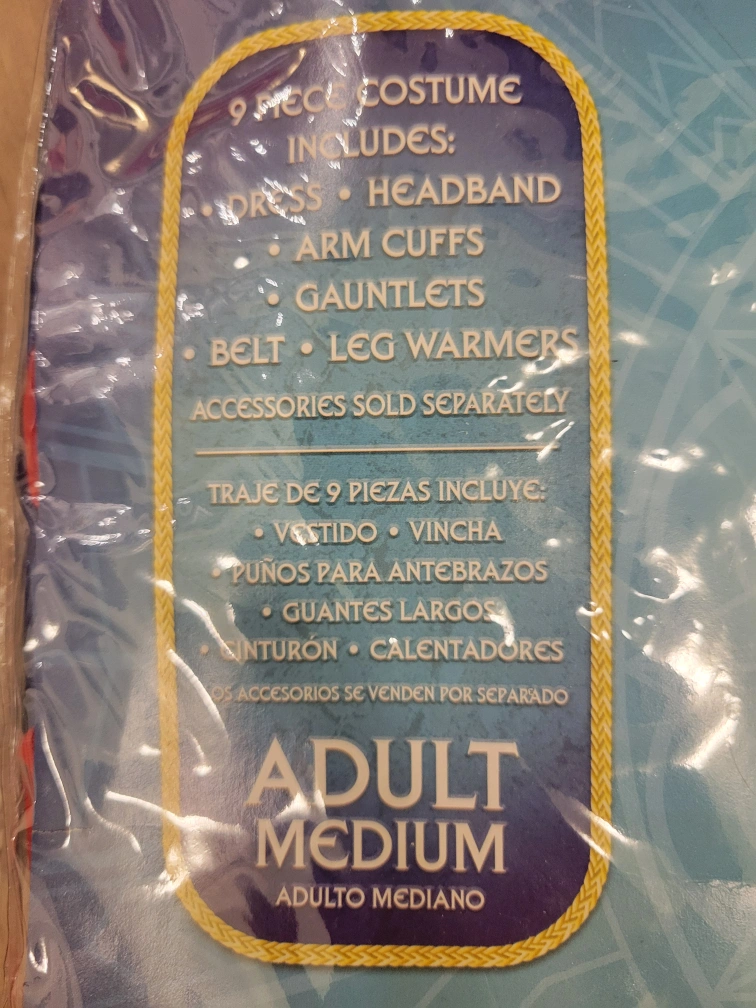 9 PIECE COSTUME
INCLUDES:
• DRESS • HEADBAND
• ARM CUFFS
• GAUNTLETS
• BELT • LEG WARMERS
ACCESSORIES SOLD SEPARATELY
TRAJE DE 9 PIEZAS INCLUYE:
• VESTIDO • VINCHA
• PUÑOS PARA ANTEBRAZOS
• GUANTES LARGOS
• CINTURÓN • CALENTADORES
LOS ACCESORIOS SE VENDEN POR SEPARADO
ADULT
MEDIUM
ADULTO MEDIANO